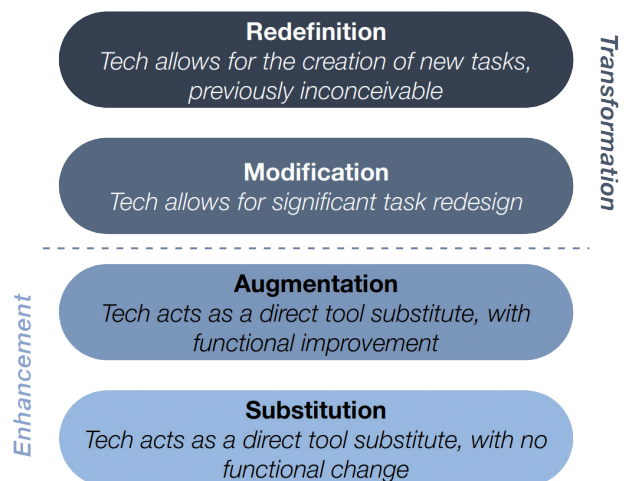 Redefinition
Tech allows for the creation of new tasks,
previously inconceivable
Transformation
Modification
Tech allows for significant task redesign
Augmentation
Tech acts as a direct tool substitute, with
functional improvement
Enhancement
Substitution
Tech acts as a direct tool substitute, with no
functional change